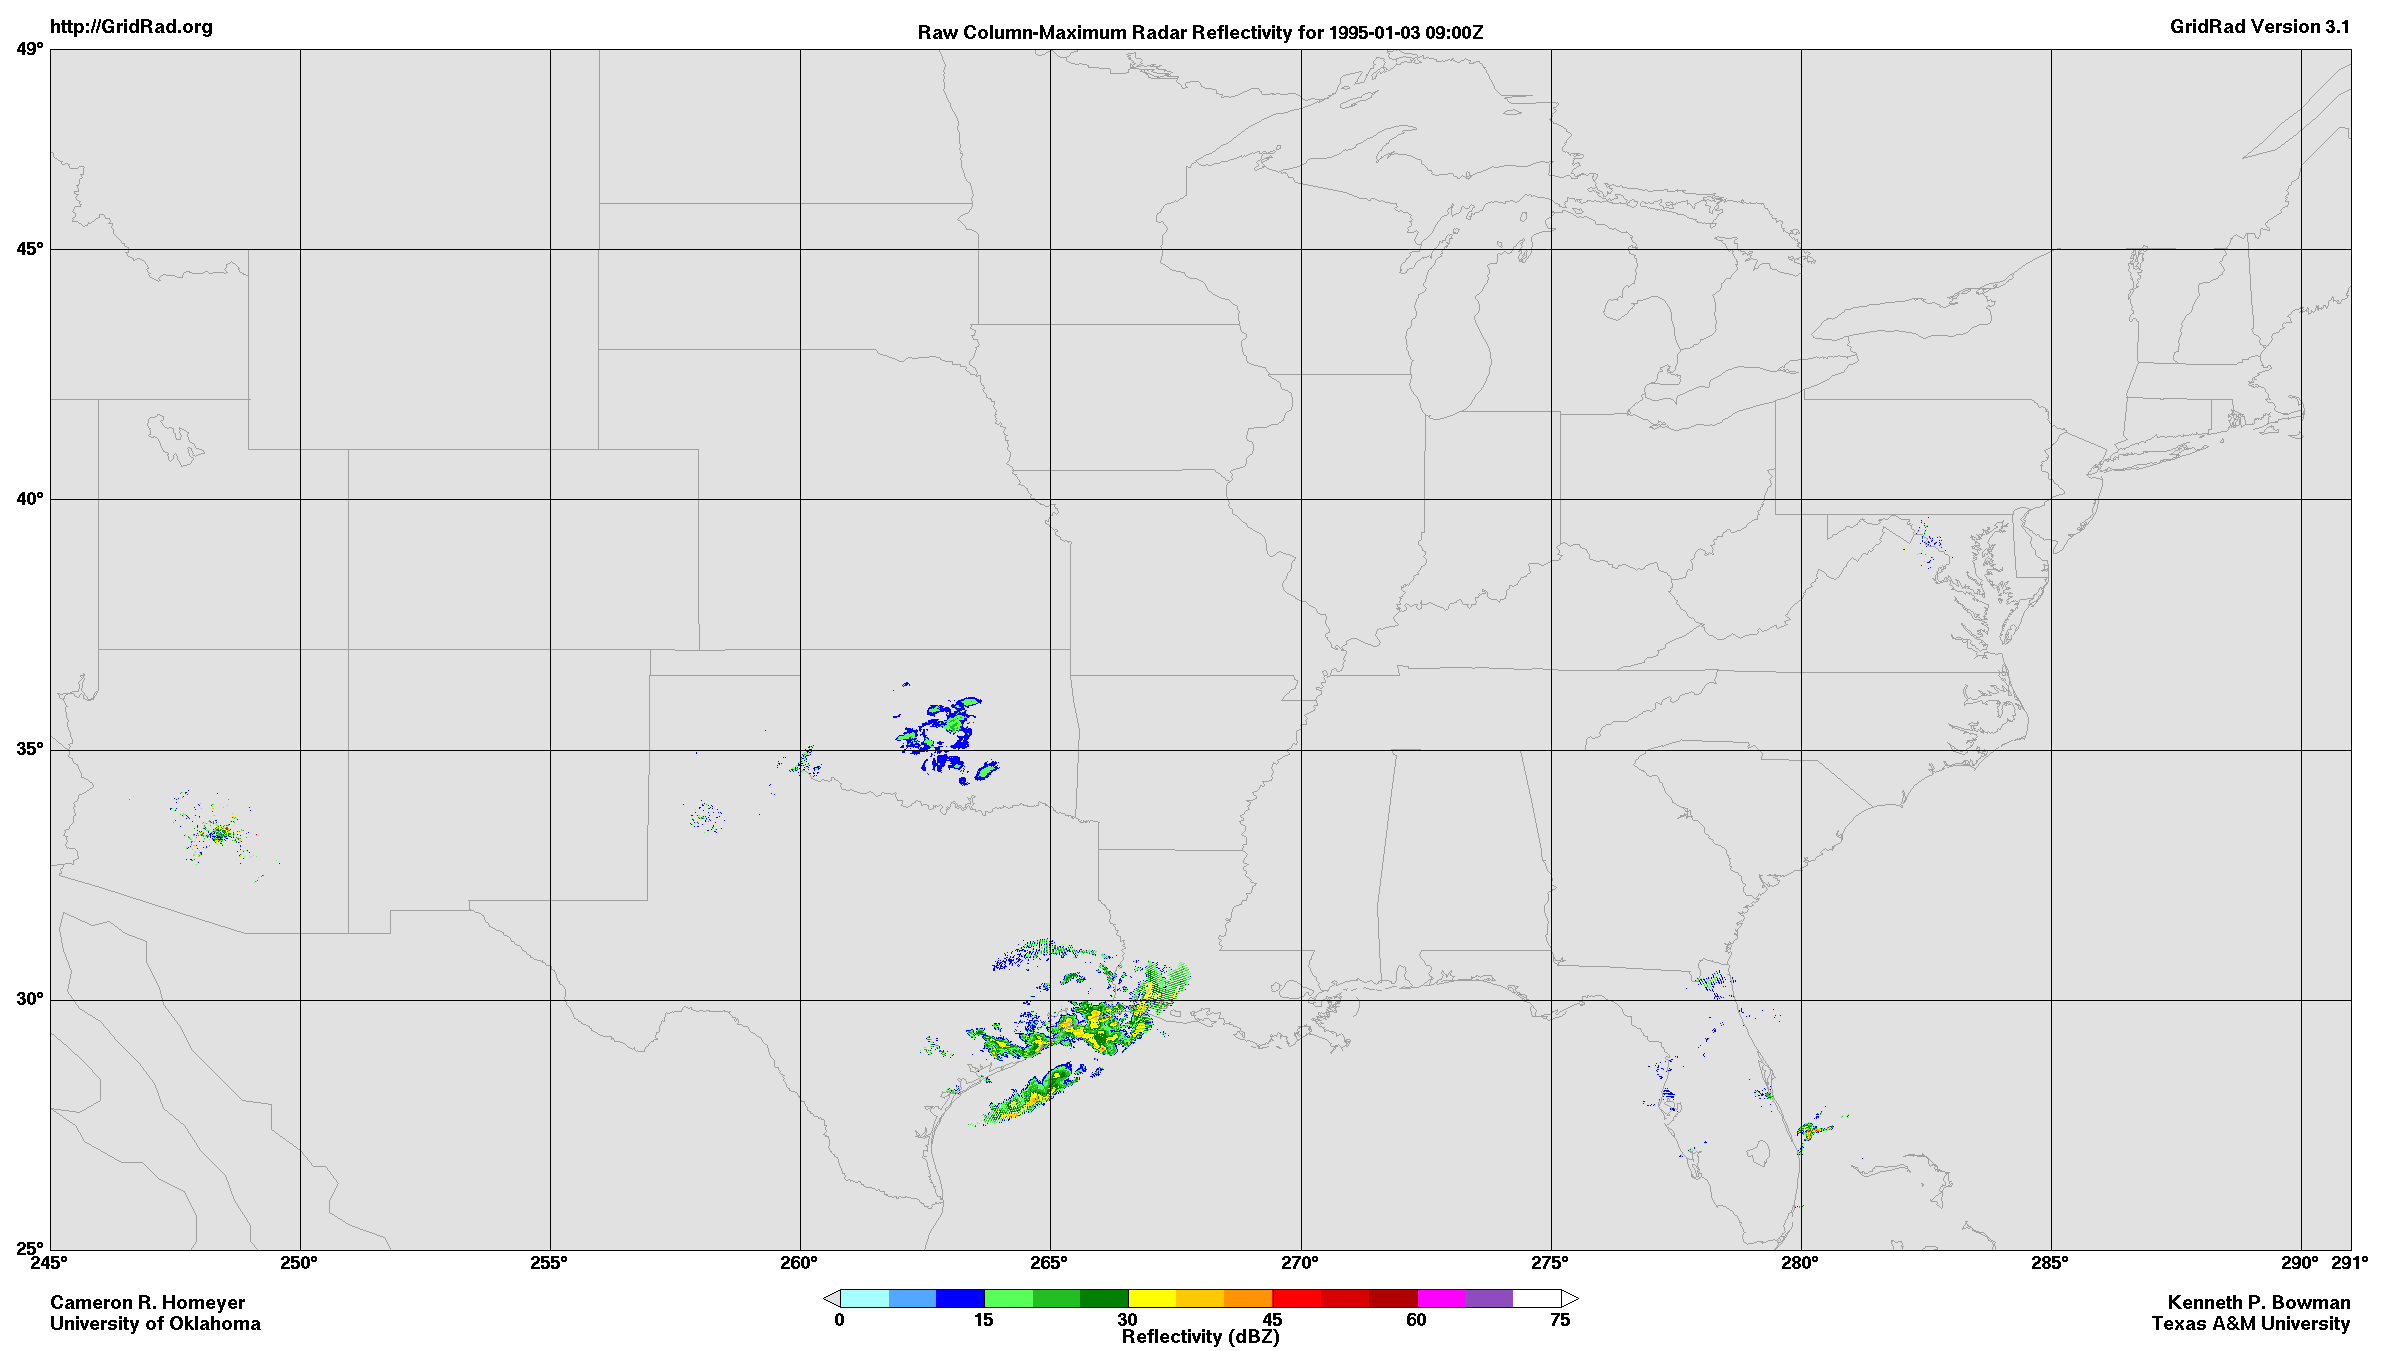 http://GridRad.org
Raw Column-Maximum Radar Reflectivity for 1995-01-03 09:00Z
GridRad Version 3.1
49°
45°
40°
35°
30°
25°
245° 250° 255° 260° 265° 270° 275° 280° 285° 290° 291°
0 15 30 45 60 75
Reflectivity (dBZ)
Cameron R. Homeyer
University of Oklahoma
Kenneth P. Bowman
Texas A&M University